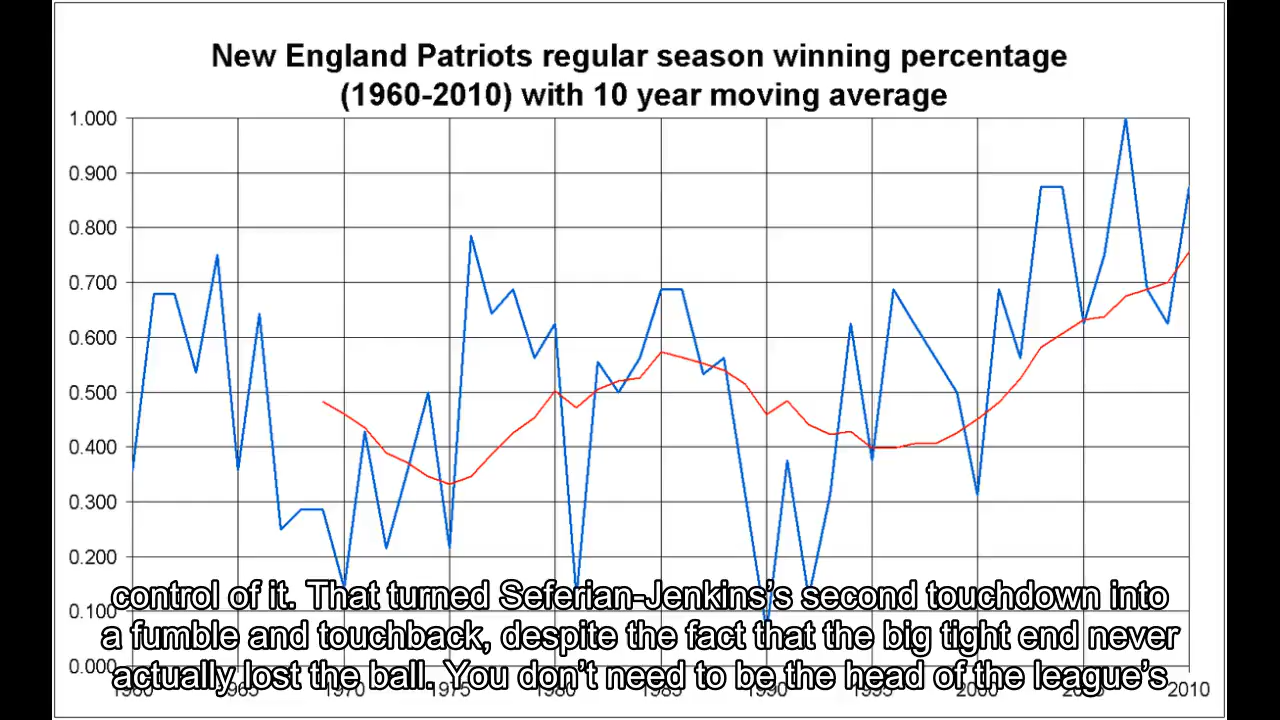 New England Patriots regular season winning percentage
(1960-2010) with 10 year moving average
1.000
0.900
0.800
0.700
0.600
0.500
0.400
0.300
0.200
0.100
0.000
1960 1965 1970 1975 1980 1985 1990 1995 2000 2005 2010
control of it. That turned Seferian-Jenkins’s second touchdown into
a fumble and touchback, despite the fact that the big tight end never
actually lost the ball. You don’t need to be the head of the league’s